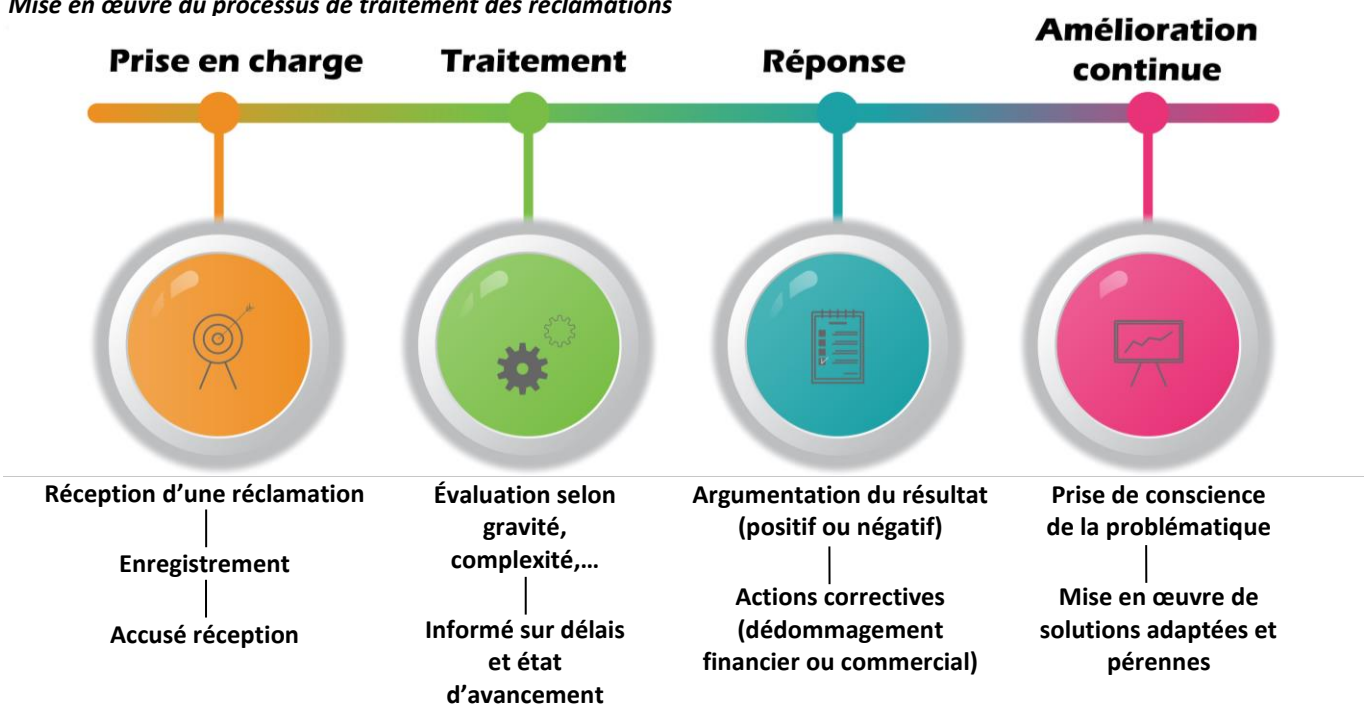 Mise en œuvre du processus de traitement des réclamations
Prise en charge
Traitement
Réponse
Amélioration
continue
Réception d’une réclamation
Enregistrement
Accusé réception
Évaluation selon
gravité,
complexité,…
Informé sur délais
et état
d’avancement
Argumentation du résultat
(positif ou négatif)
Actions correctives
(dédommagement
financier ou commercial)
Prise de conscience
de la problématique
Mise en œuvre de
solutions adaptées et
pérennes